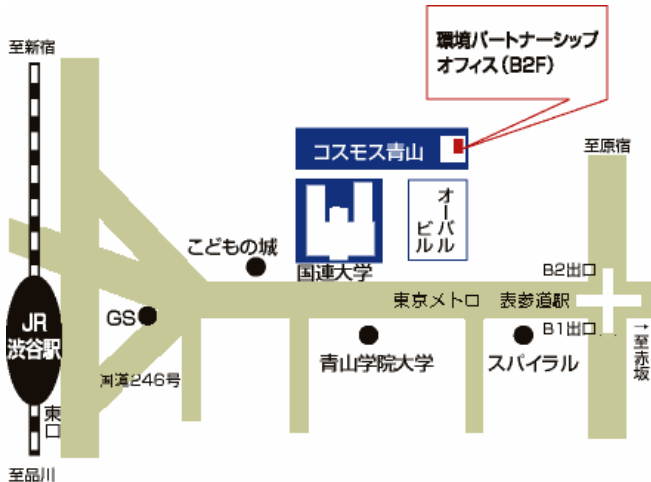 至新宿
環境パートナーシップ
オフィス(B2F)
コスモス青山
至原宿
オーバル
ビル
こどもの城
国連大学
B2出口
東京メトロ 表参道駅
GS
JR
渋谷駅
B1出口
→至赤坂
青山学院大学
スパイラル
国道246号
東口
至品川